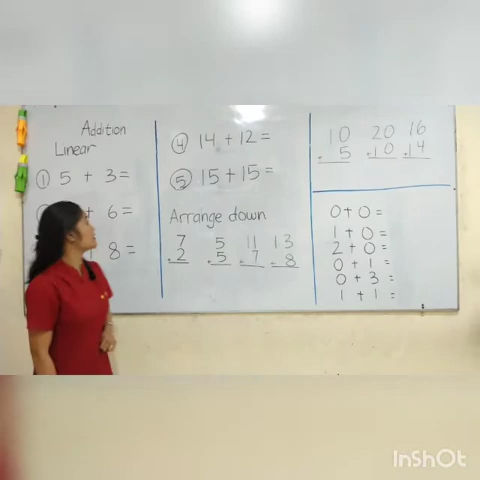 Addition
Linear
① 5 + 3 =
+ 6 =
8 =
④ 14 + 12 =
⑤ 15 + 15 =
Arrange down
7 5 11 13
+2 +5 +7 +8
10 20 16
+5 +10 +14
0 + 0 =
1 + 0 =
2 + 0 =
0 + 1 =
0 + 3 =
1 + 1 =
InShOt